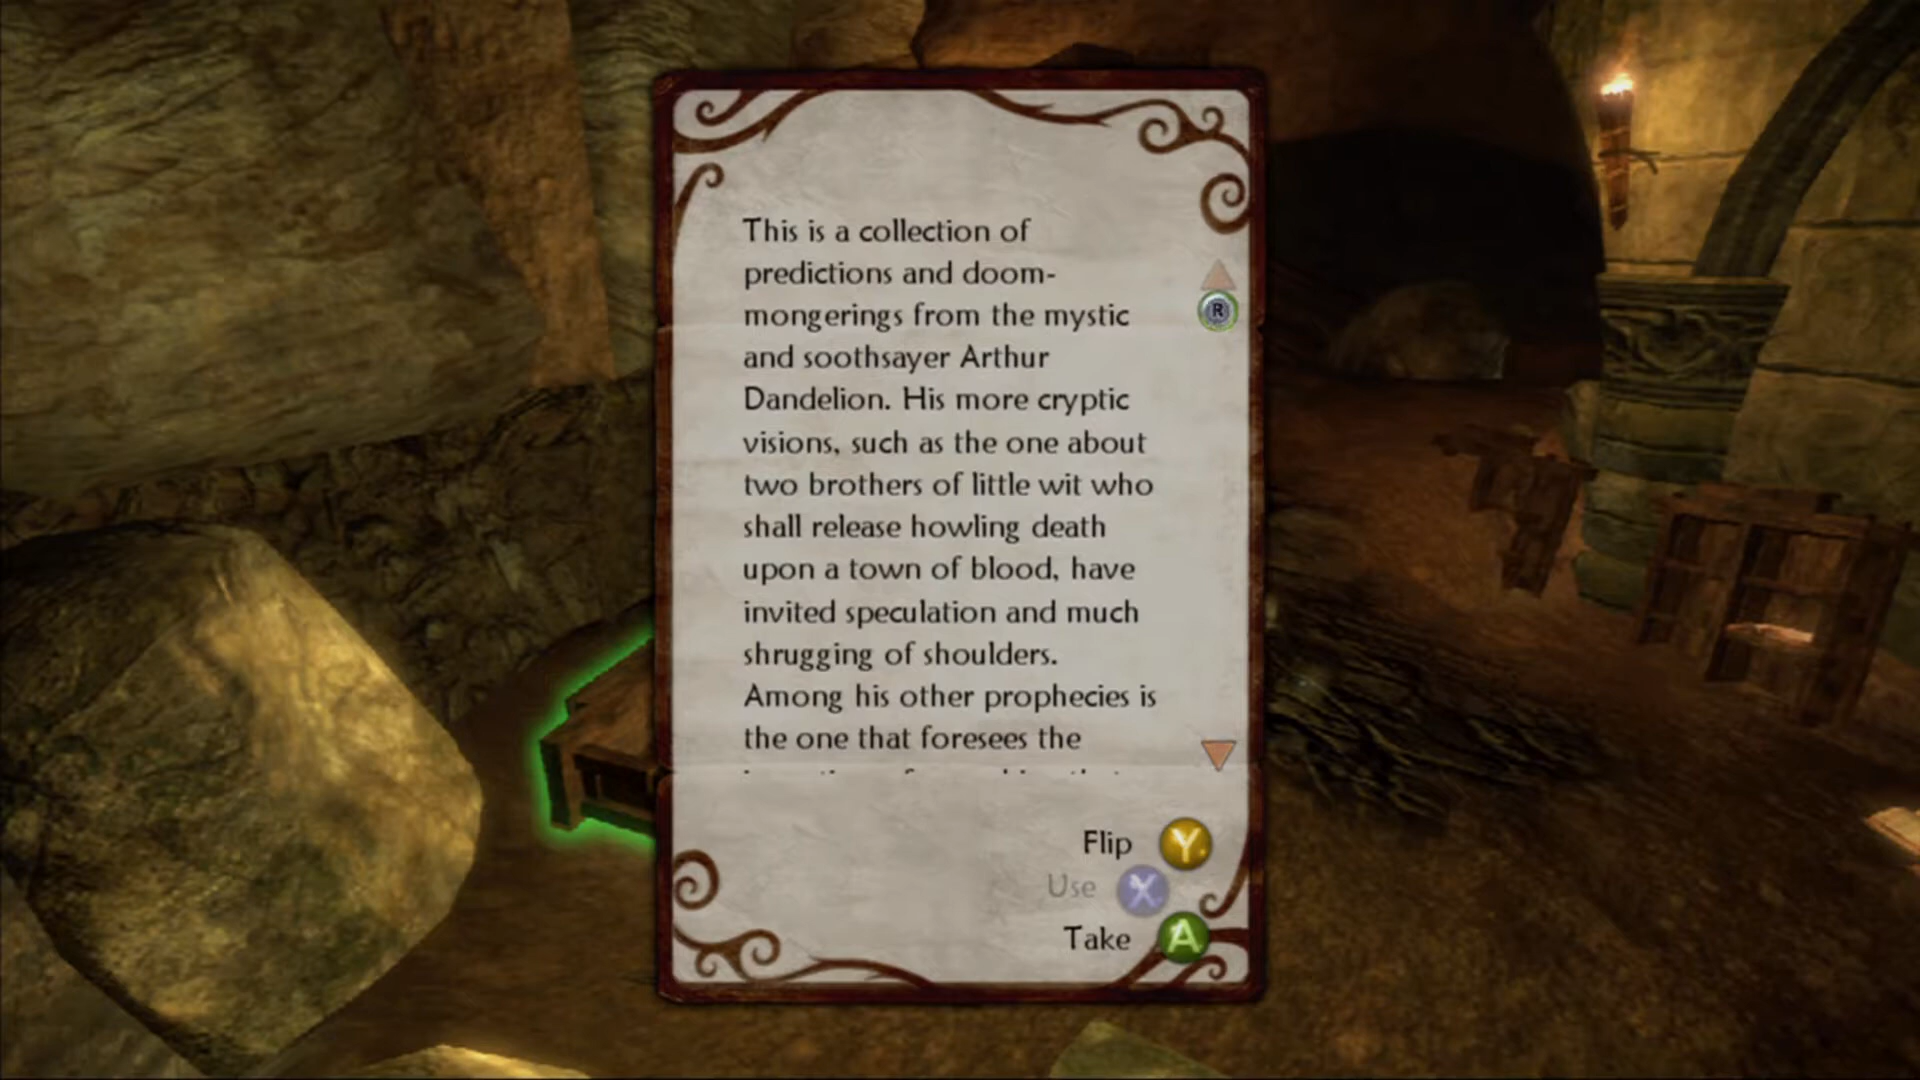 This is a collection of
predictions and doom-
mongerings from the mystic
and soothsayer Arthur
Dandelion. His more cryptic
visions, such as the one about
two brothers of little wit who
shall release howling death
upon a town of blood, have
invited speculation and much
shrugging of shoulders.
Among his other prophecies is
the one that foresees the
R
Flip Y
Use X
Take A